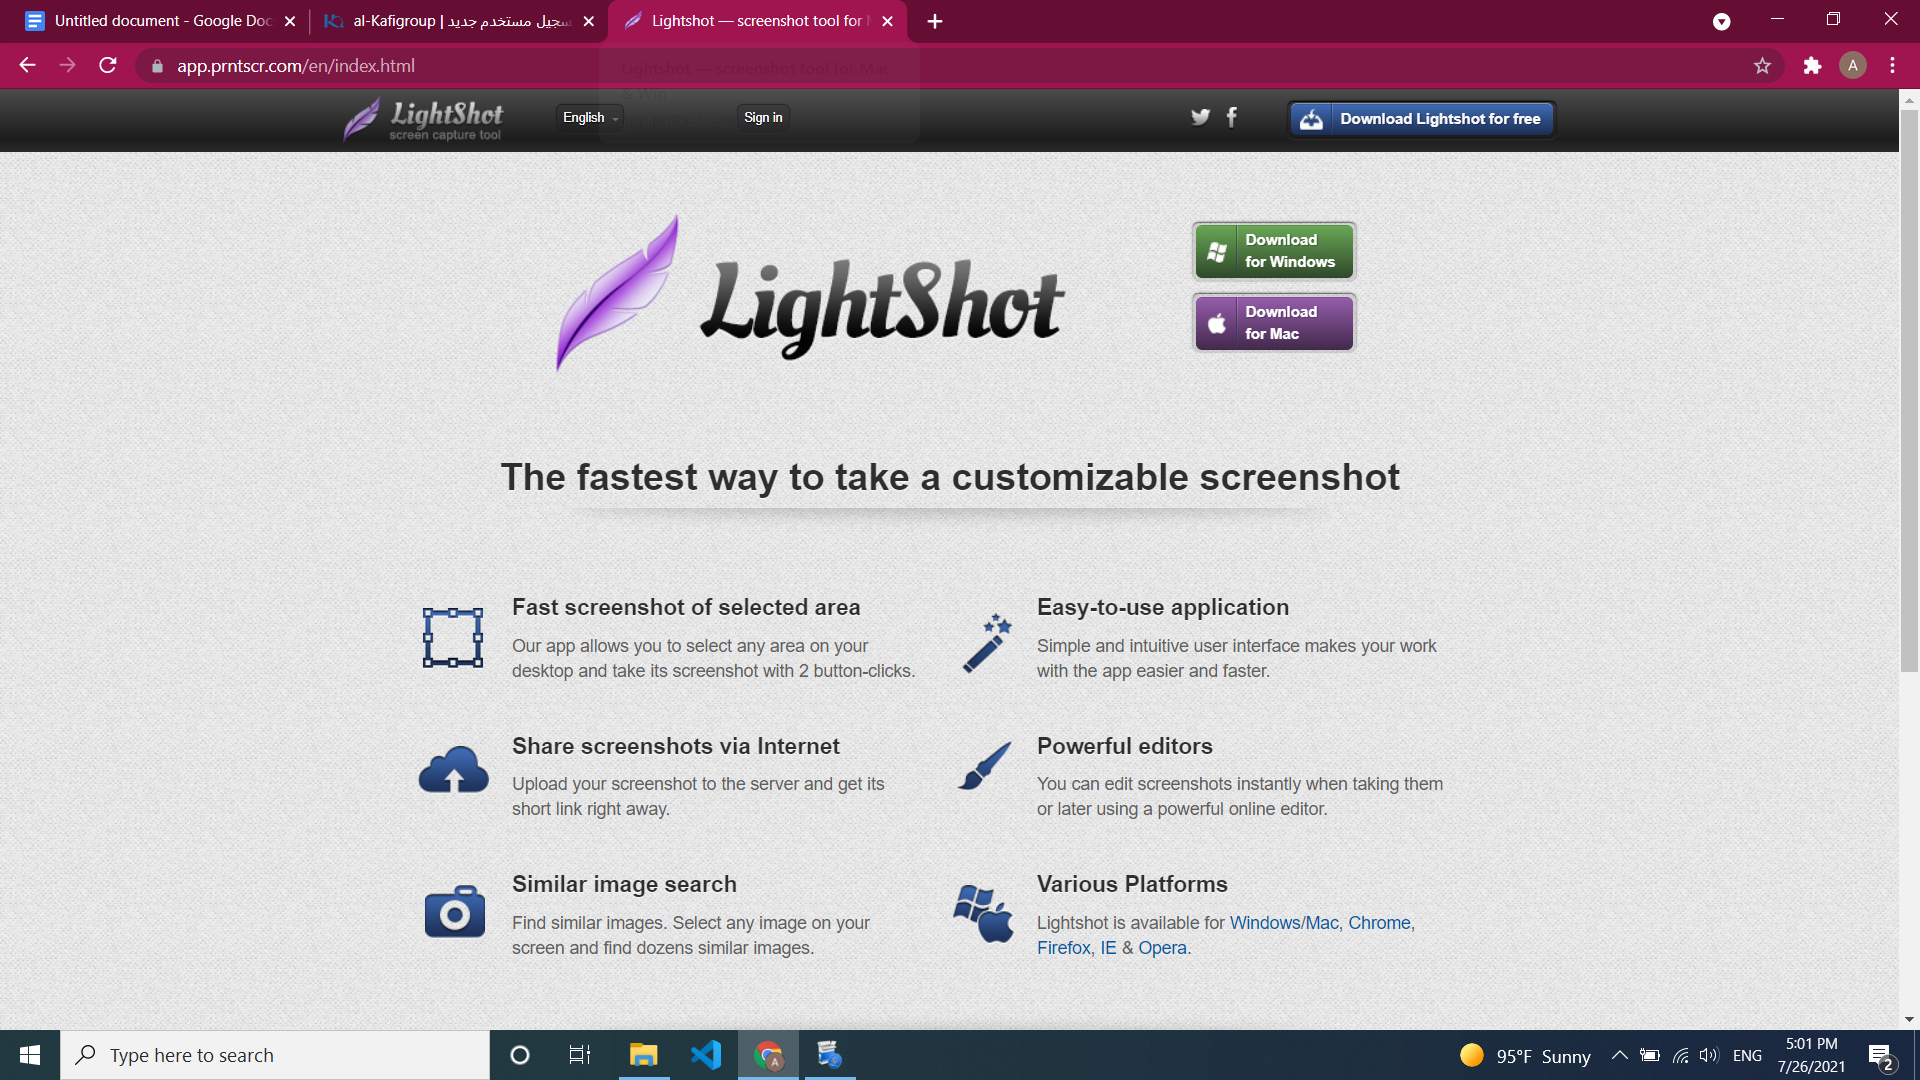 Untitled document - Google Doc
al-Kafigroup | سجيل مستخدم جديد
Lightshot — screenshot tool for M
app.prntscr.com/en/index.html
LightShot
screen capture tool
English
Sign in
Download Lightshot for free
LightShot
Download
for Windows
Download
for Mac
The fastest way to take a customizable screenshot
Fast screenshot of selected area
Our app allows you to select any area on your
desktop and take its screenshot with 2 button-clicks.
Easy-to-use application
Simple and intuitive user interface makes your work
with the app easier and faster.
Share screenshots via Internet
Upload your screenshot to the server and get its
short link right away.
Powerful editors
You can edit screenshots instantly when taking them
or later using a powerful online editor.
Similar image search
Find similar images. Select any image on your
screen and find dozens similar images.
Various Platforms
Lightshot is available for Windows/Mac, Chrome,
Firefox, IE & Opera.
Type here to search
95°F Sunny
ENG
5:01 PM
7/26/2021
2